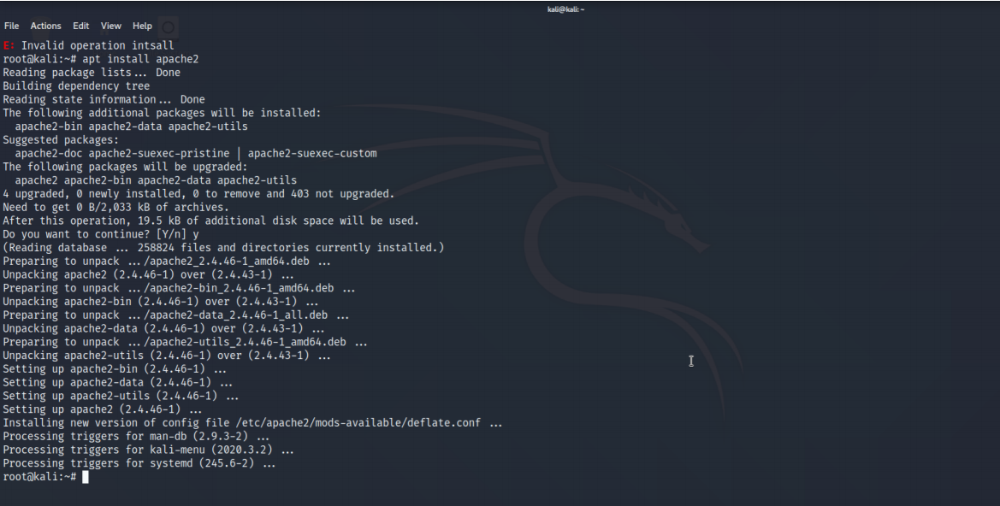 kali@kali: ~
File Actions Edit View Help
E: Invalid operation intsall
root@kali:~# apt install apache2
Reading package lists... Done
Building dependency tree
Reading state information... Done
The following additional packages will be installed:
  apache2-bin apache2-data apache2-utils
Suggested packages:
  apache2-doc apache2-suexec-pristine | apache2-suexec-custom
The following packages will be upgraded:
  apache2 apache2-bin apache2-data apache2-utils
4 upgraded, 0 newly installed, 0 to remove and 403 not upgraded.
Need to get 0 B/2,033 kB of archives.
After this operation, 19.5 kB of additional disk space will be used.
Do you want to continue? [Y/n] y
(Reading database ... 258824 files and directories currently installed.)
Preparing to unpack .../apache2_2.4.46-1_amd64.deb ...
Unpacking apache2 (2.4.46-1) over (2.4.43-1) ...
Preparing to unpack .../apache2-bin_2.4.46-1_amd64.deb ...
Unpacking apache2-bin (2.4.46-1) over (2.4.43-1) ...
Preparing to unpack .../apache2-data_2.4.46-1_all.deb ...
Unpacking apache2-data (2.4.46-1) over (2.4.43-1) ...
Preparing to unpack .../apache2-utils_2.4.46-1_amd64.deb ...
Unpacking apache2-utils (2.4.46-1) over (2.4.43-1) ...
Setting up apache2-bin (2.4.46-1) ...
Setting up apache2-data (2.4.46-1) ...
Setting up apache2-utils (2.4.46-1) ...
Setting up apache2 (2.4.46-1) ...
Installing new version of config file /etc/apache2/mods-available/deflate.conf ...
Processing triggers for man-db (2.9.3-2) ...
Processing triggers for kali-menu (2020.3.2) ...
Processing triggers for systemd (245.6-2) ...
root@kali:~#